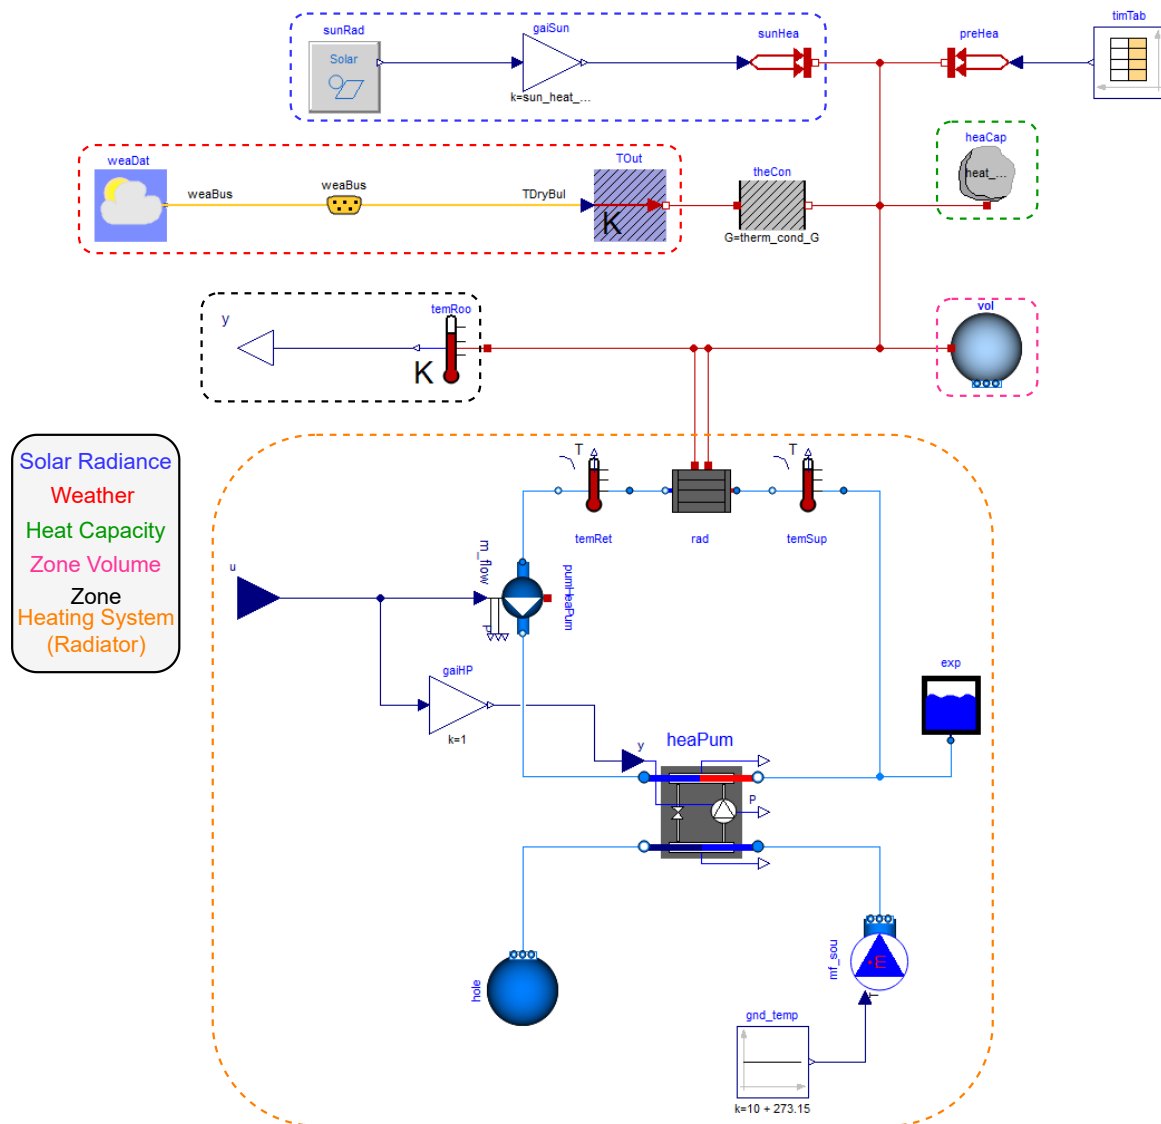 sunRad
gaiSun
sunHea
preHea
timTab
Solar
k=sun_heat_...
weaDat
weaBus
weaBus
TDryBul
TOut
K
theCon
G=therm_cond_G
heaCap
heat_...
y
temRoo
K
vol
Solar Radiance
Weather
Heat Capacity
Zone Volume
Zone
Heating System
(Radiator)
T
T
temRet
rad
temSup
u
m_flow
P
pumHeaPum
gaiHP
k=1
y
heaPum
P
exp
hole
mf_sou
E
T
gnd_temp
k=10 + 273.15